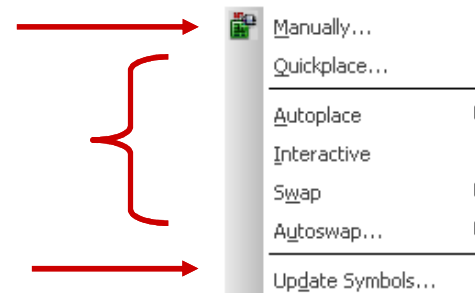 Manually...
Quickplace...
Autoplace
Interactive
Swap
Autoswap...
Update Symbols...